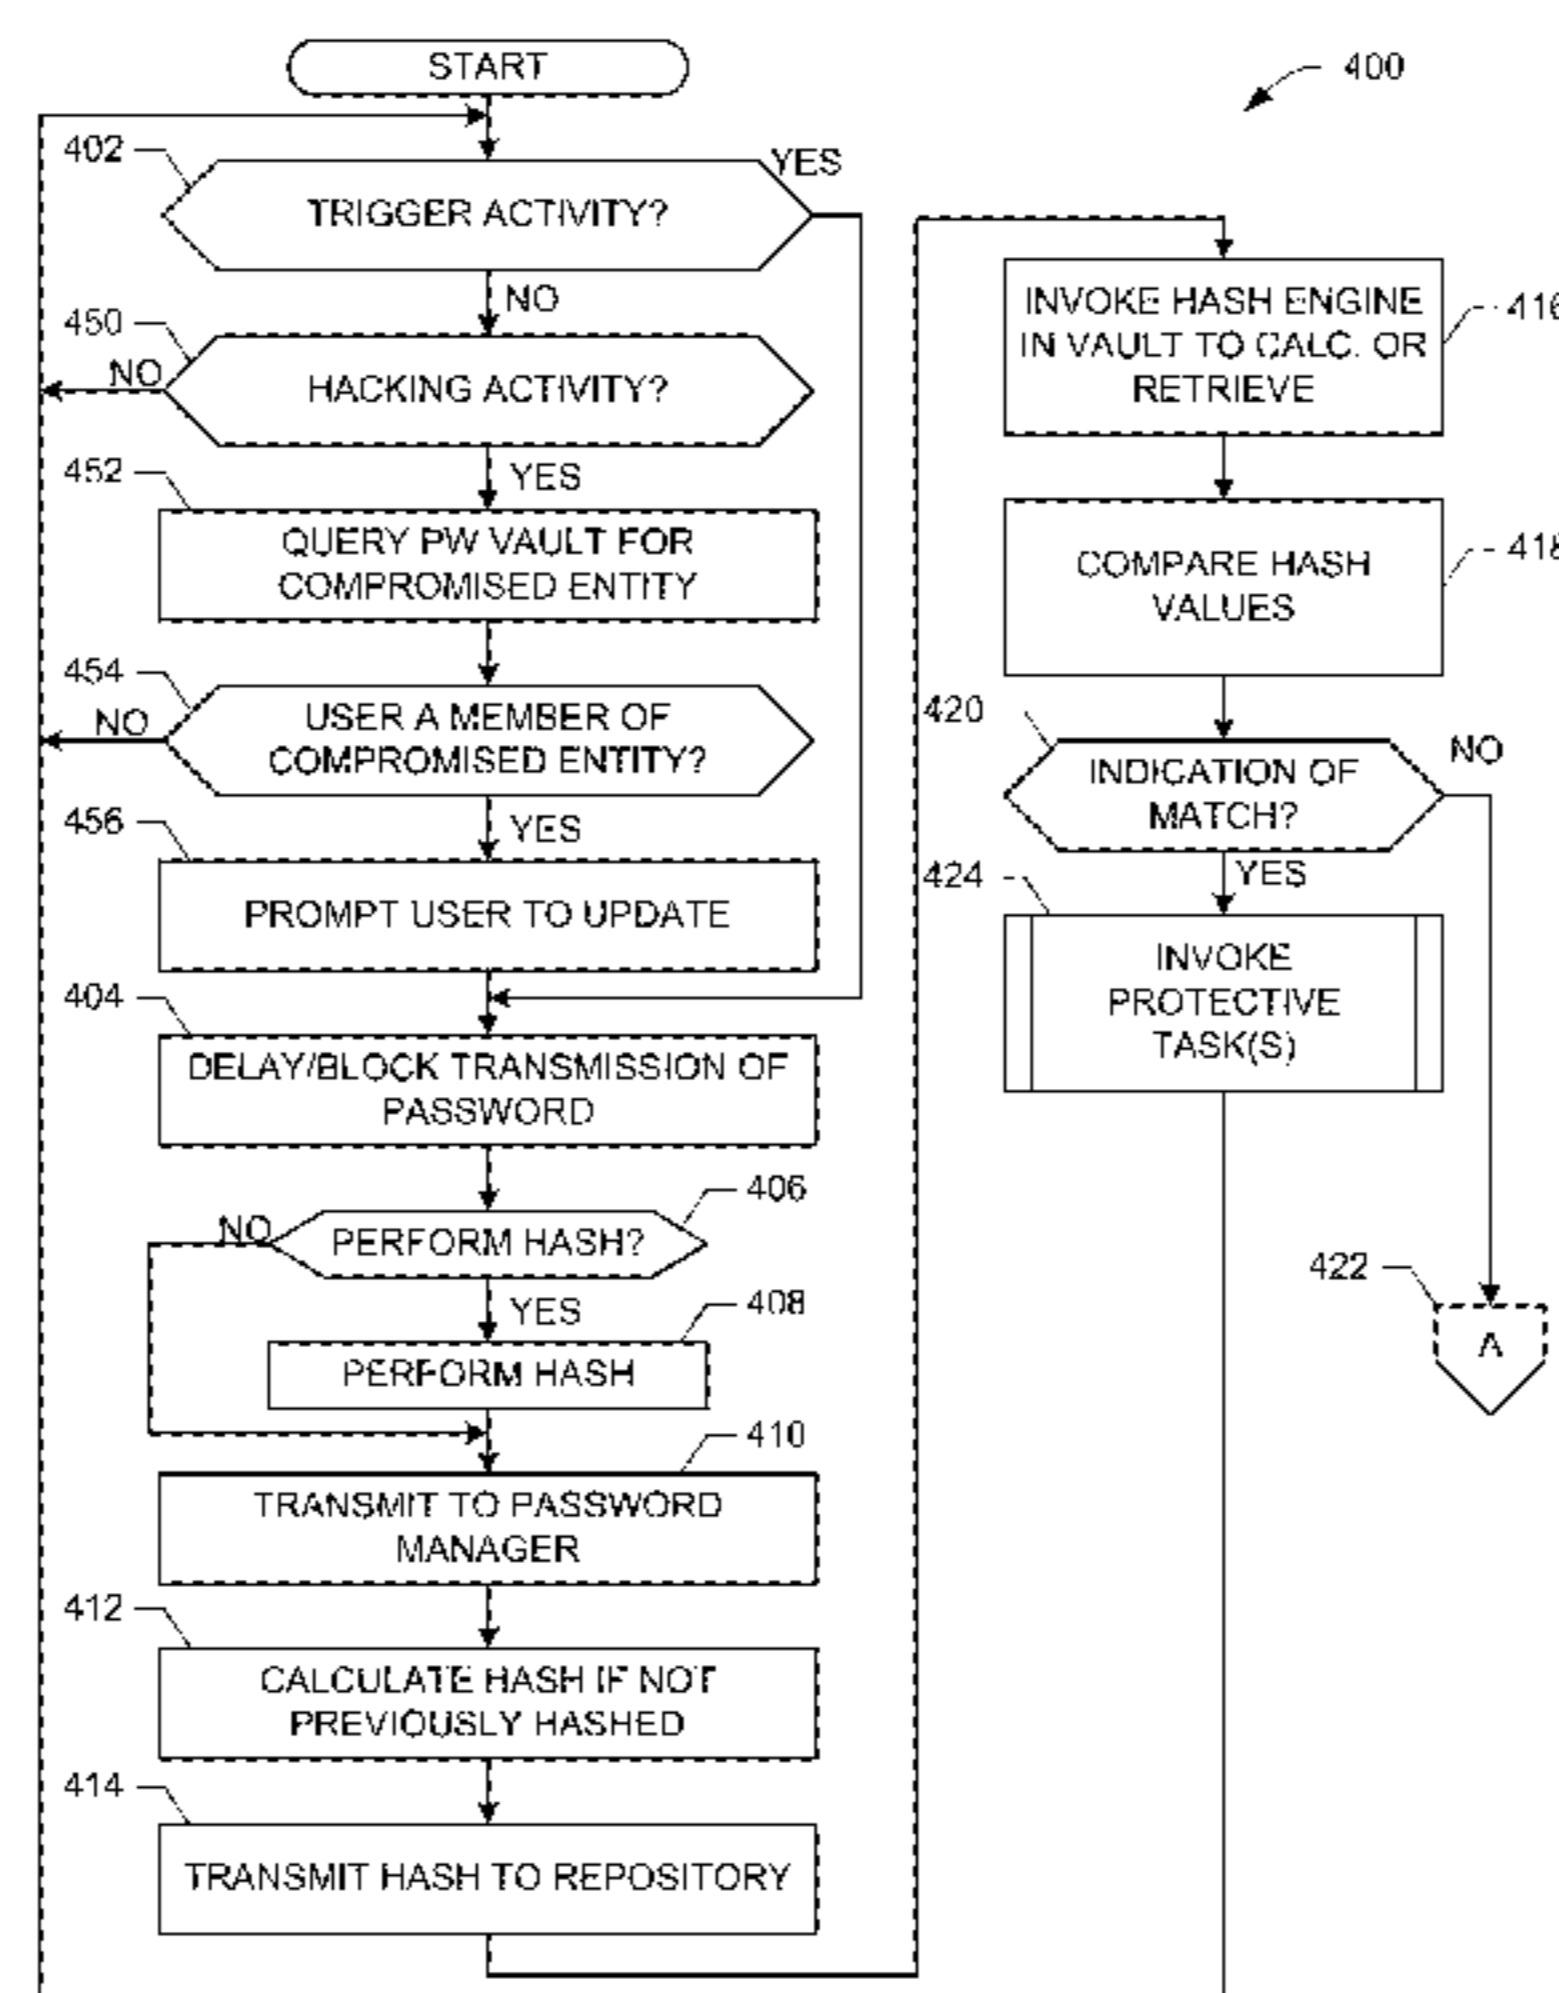 START
400
402
YES
TRIGGER ACTIVITY?
NO
450
NO
HACKING ACTIVITY?
YES
452
QUERY PW VAULT FOR
COMPROMISED ENTITY
454
NO
USER A MEMBER OF
COMPROMISED ENTITY?
YES
456
PROMPT USER TO UPDATE
404
DELAY/BLOCK TRANSMISSION OF
PASSWORD
406
NO
PERFORM HASH?
YES
408
PERFORM HASH
410
TRANSMIT TO PASSWORD
MANAGER
412
CALCULATE HASH IF NOT
PREVIOUSLY HASHED
414
TRANSMIT HASH TO REPOSITORY
INVOKE HASH ENGINE
IN VAULT TO CALC. OR
RETRIEVE
416
COMPARE HASH
VALUES
418
420
NO
INDICATION OF
MATCH?
YES
424
INVOKE
PROTECTIVE
TASK(S)
422
A